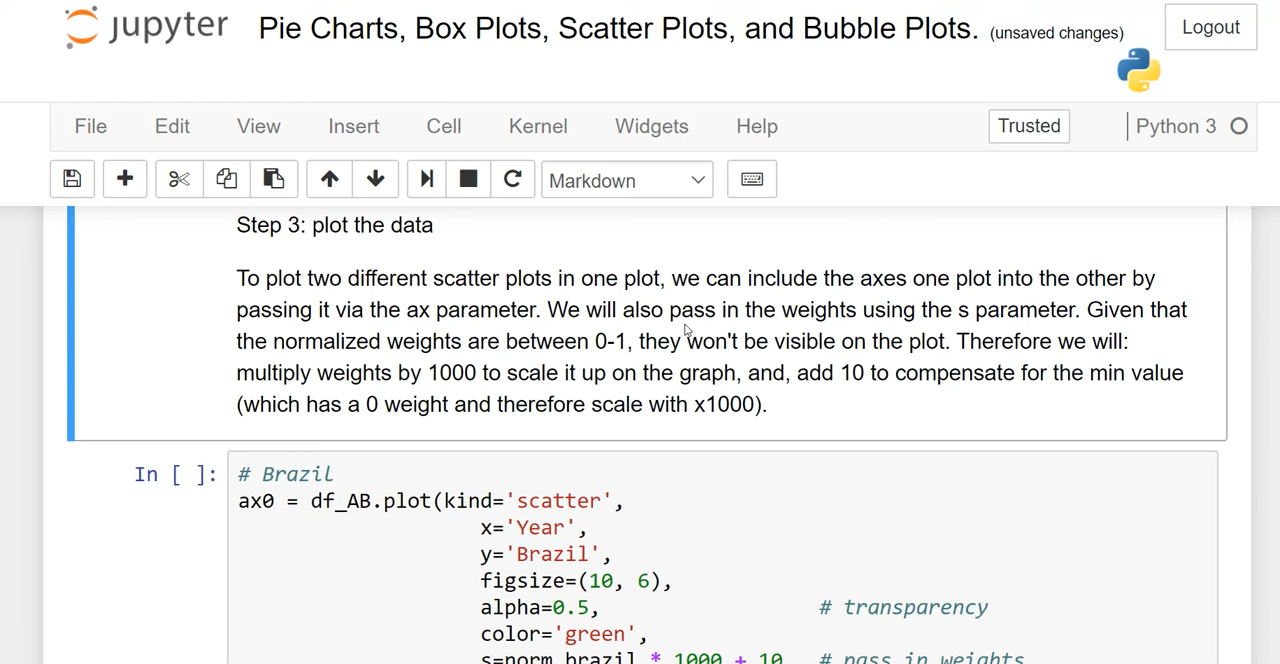 jupyter Pie Charts, Box Plots, Scatter Plots, and Bubble Plots. (unsaved changes) Logout
File Edit View Insert Cell Kernel Widgets Help Trusted Python 3
Markdown
Step 3: plot the data
To plot two different scatter plots in one plot, we can include the axes one plot into the other by
passing it via the ax parameter. We will also pass in the weights using the s parameter. Given that
the normalized weights are between 0-1, they won't be visible on the plot. Therefore we will:
multiply weights by 1000 to scale it up on the graph, and, add 10 to compensate for the min value
(which has a 0 weight and therefore scale with x1000).
In [ ]: # Brazil
ax0 = df_AB.plot(kind='scatter',
x='Year',
y='Brazil',
figsize=(10, 6),
alpha=0.5, # transparency
color='green',
s=norm_brazil * 1000 + 10, # pass in weights